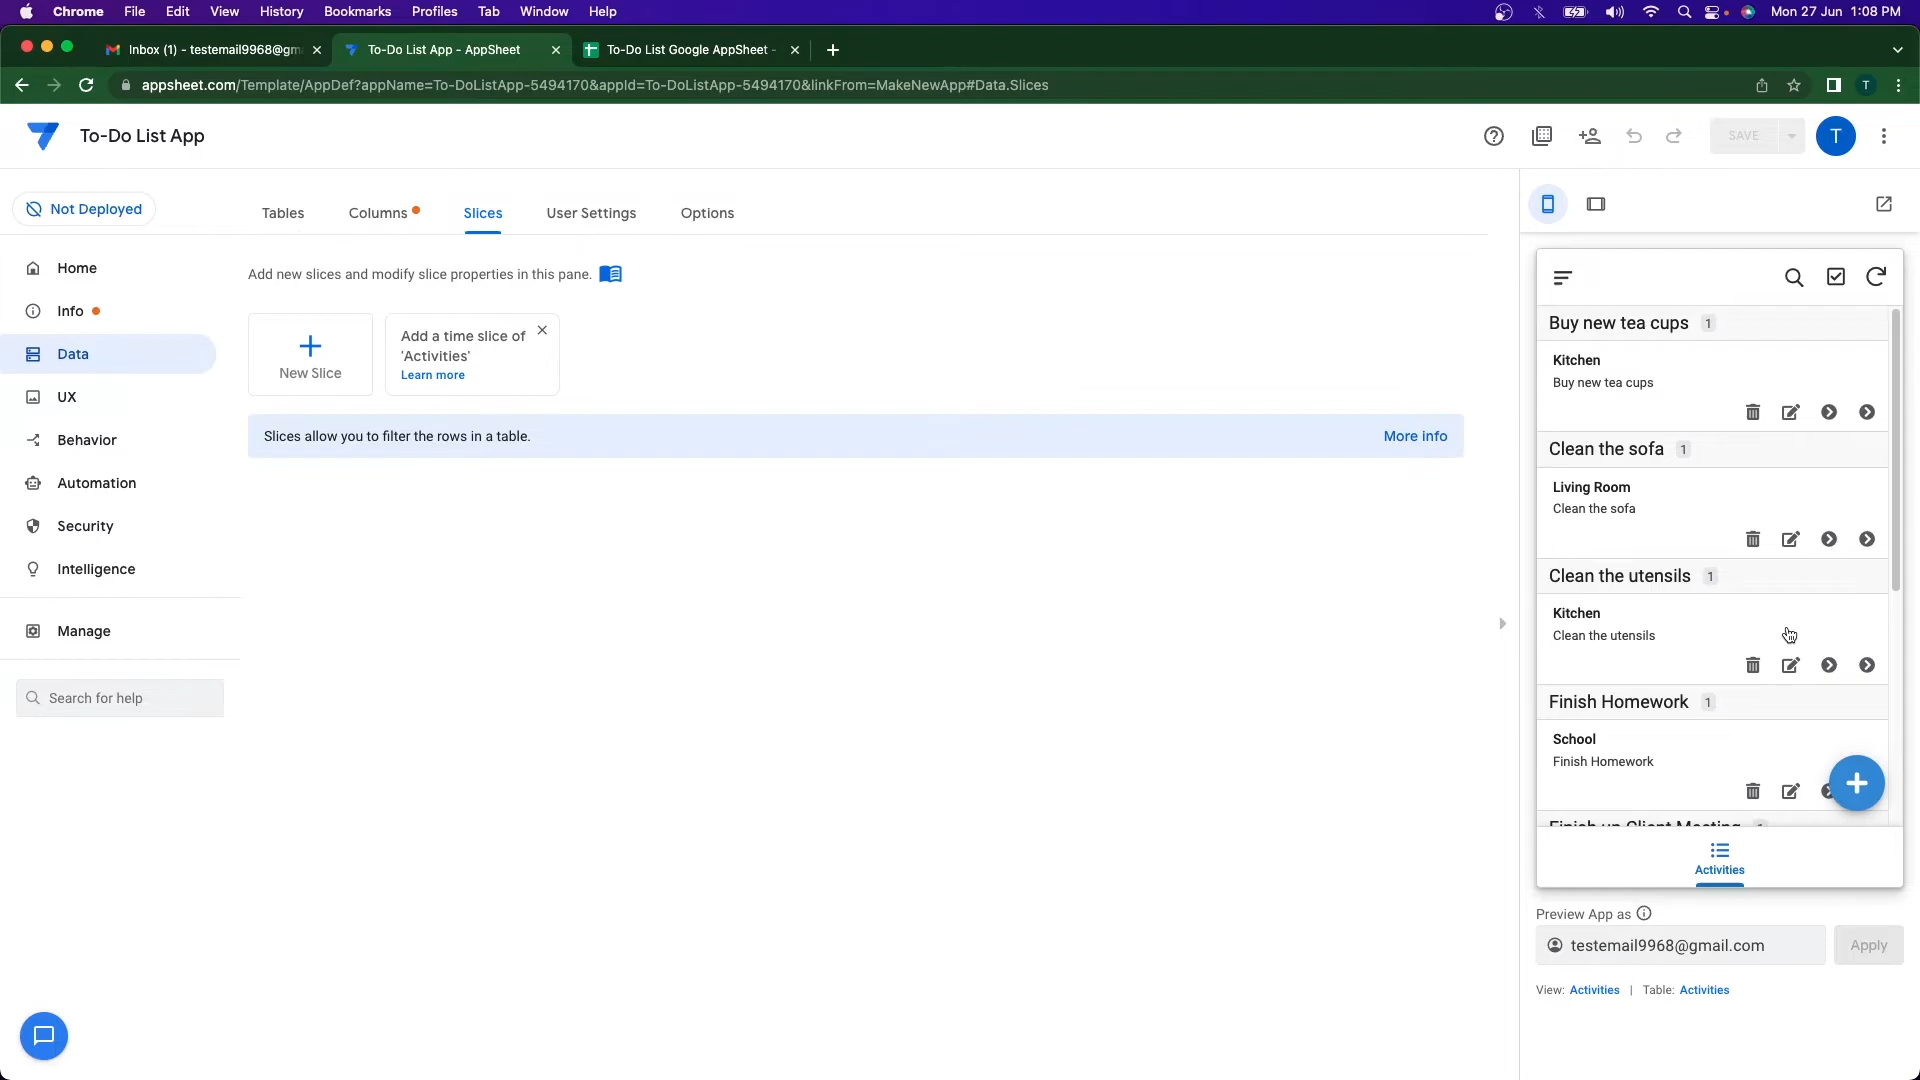 Chrome File Edit View History Bookmarks Profiles Tab Window Help Mon 27 Jun 1:08 PM
Inbox (1) - testemail9968@gm
To-Do List App - AppSheet
To-Do List Google AppSheet -
appsheet.com/Template/AppDef?appName=To-DoListApp-5494170&appId=To-DoListApp-5494170&linkFrom=MakeNewApp#Data.Slices
T
To-Do List App
SAVE
T
Not Deployed
Home
Info
Data
UX
Behavior
Automation
Security
Intelligence
Manage
Search for help
Tables Columns Slices User Settings Options
Add new slices and modify slice properties in this pane.
New Slice
Add a time slice of
'Activities'
Learn more
Slices allow you to filter the rows in a table.
More info
Buy new tea cups 1
Kitchen
Buy new tea cups
Clean the sofa 1
Living Room
Clean the sofa
Clean the utensils 1
Kitchen
Clean the utensils
Finish Homework 1
School
Finish Homework
Finish up Client Meeting
Activities
Preview App as
testemail9968@gmail.com
Apply
View: Activities | Table: Activities